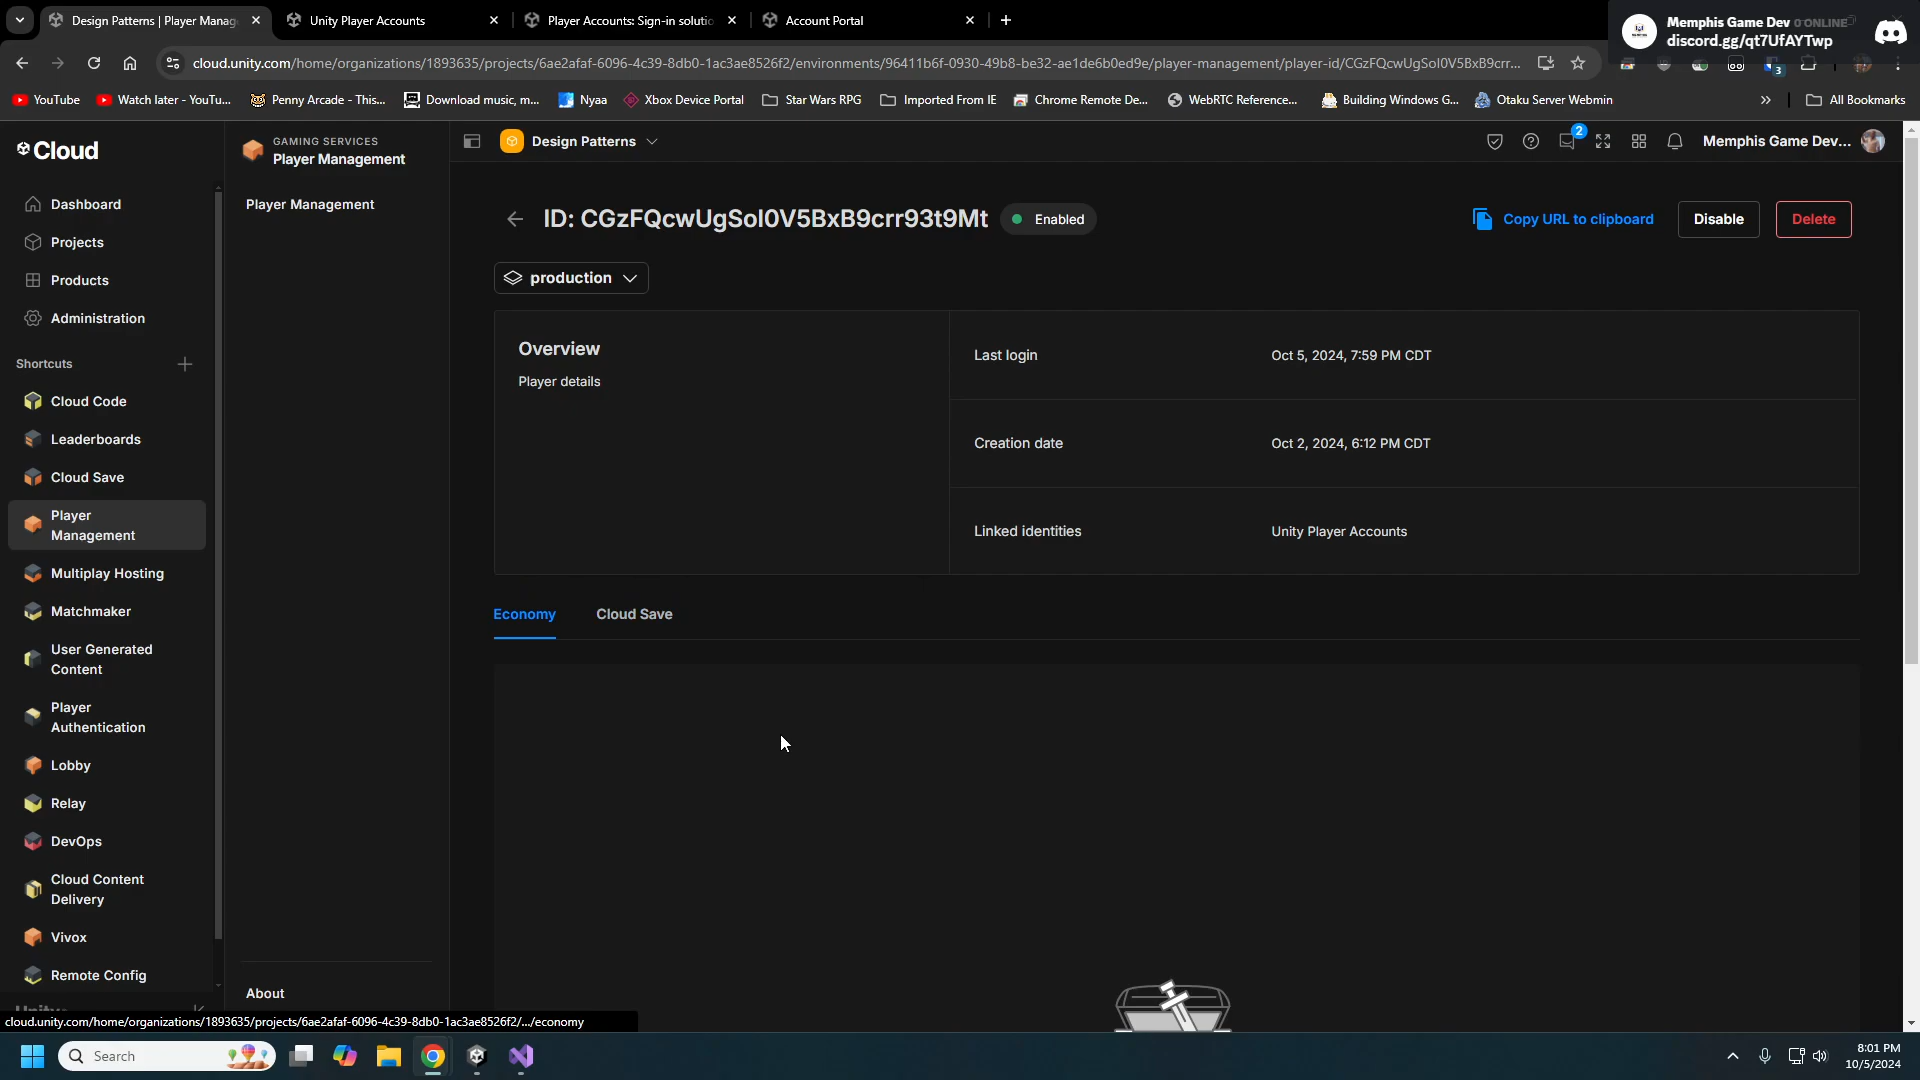 Design Patterns | Player Manag
Unity Player Accounts
Player Accounts: Sign-in solutio
Account Portal
Memphis Game Dev 0 ONLINE
discord.gg/qt7UfAYTwp
cloud.unity.com/home/organizations/1893635/projects/6ae2afaf-6096-4c39-8db0-1ac3ae8526f2/environments/96411b6f-0930-49b8-be32-ae1de6b0ed9e/player-management/player-id/CGzFQcwUgSol0V5BxB9crr...
3
YouTube
Watch later - YouTu...
Penny Arcade - This...
Download music, m...
Nyaa
Xbox Device Portal
Star Wars RPG
Imported From IE
Chrome Remote De...
WebRTC Reference...
Building Windows G...
Otaku Server Webmin
All Bookmarks
Cloud
GAMING SERVICES
Player Management
Design Patterns
2
Memphis Game Dev...
Dashboard
Projects
Products
Administration
Shortcuts
Cloud Code
Leaderboards
Cloud Save
Player
Management
Multiplay Hosting
Matchmaker
User Generated
Content
Player
Authentication
Lobby
Relay
DevOps
Cloud Content
Delivery
Vivox
Remote Config
Player Management
About
ID: CGzFQcwUgSol0V5BxB9crr93t9Mt
Enabled
Copy URL to clipboard
Disable
Delete
production
Overview
Player details
Last login
Oct 5, 2024, 7:59 PM CDT
Creation date
Oct 2, 2024, 6:12 PM CDT
Linked identities
Unity Player Accounts
Economy
Cloud Save
cloud.unity.com/home/organizations/1893635/projects/6ae2afaf-6096-4c39-8db0-1ac3ae8526f2/.../economy
Search
8:01 PM
10/5/2024